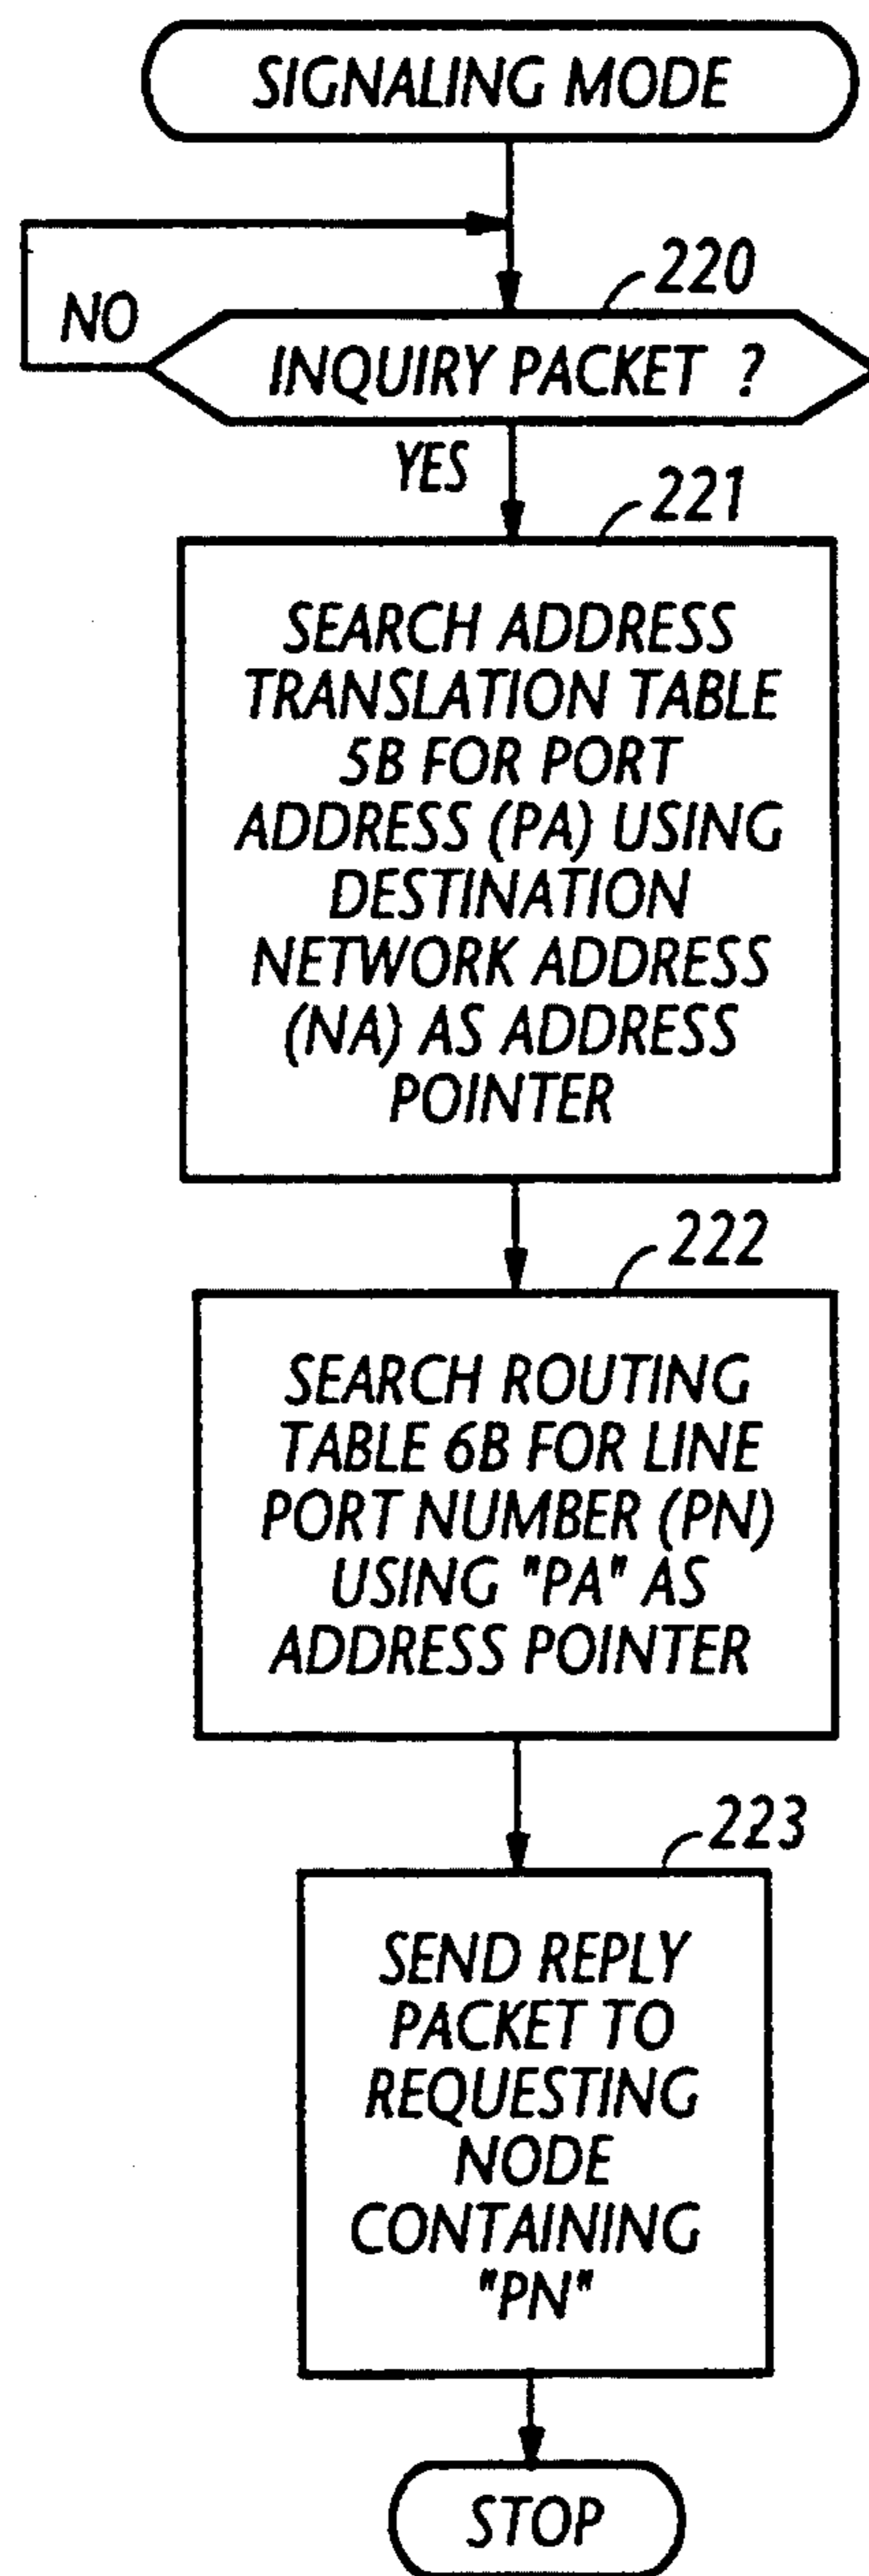 SIGNALING MODE
220
NO
INQUIRY PACKET ?
YES
221
SEARCH ADDRESS
TRANSLATION TABLE
5B FOR PORT
ADDRESS (PA) USING
DESTINATION
NETWORK ADDRESS
(NA) AS ADDRESS
POINTER
222
SEARCH ROUTING
TABLE 6B FOR LINE
PORT NUMBER (PN)
USING "PA" AS
ADDRESS POINTER
223
SEND REPLY
PACKET TO
REQUESTING
NODE
CONTAINING
"PN"
STOP